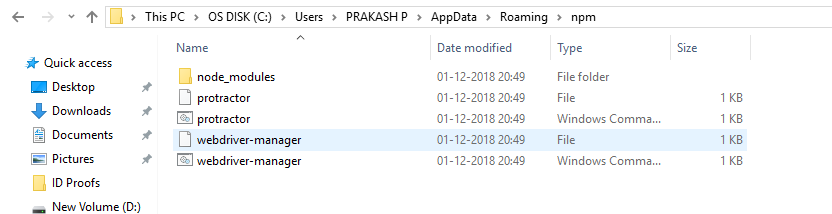 This PC > OS DISK (C:) > Users > PRAKASH P > AppData > Roaming > npm
Name Date modified Type Size
Quick access
Desktop
Downloads
Documents
Pictures
ID Proofs
New Volume (D:)
node_modules 01-12-2018 20:49 File folder
protractor 01-12-2018 20:49 File 1 KB
protractor 01-12-2018 20:49 Windows Comma... 1 KB
webdriver-manager 01-12-2018 20:49 File 1 KB
webdriver-manager 01-12-2018 20:49 Windows Comma... 1 KB